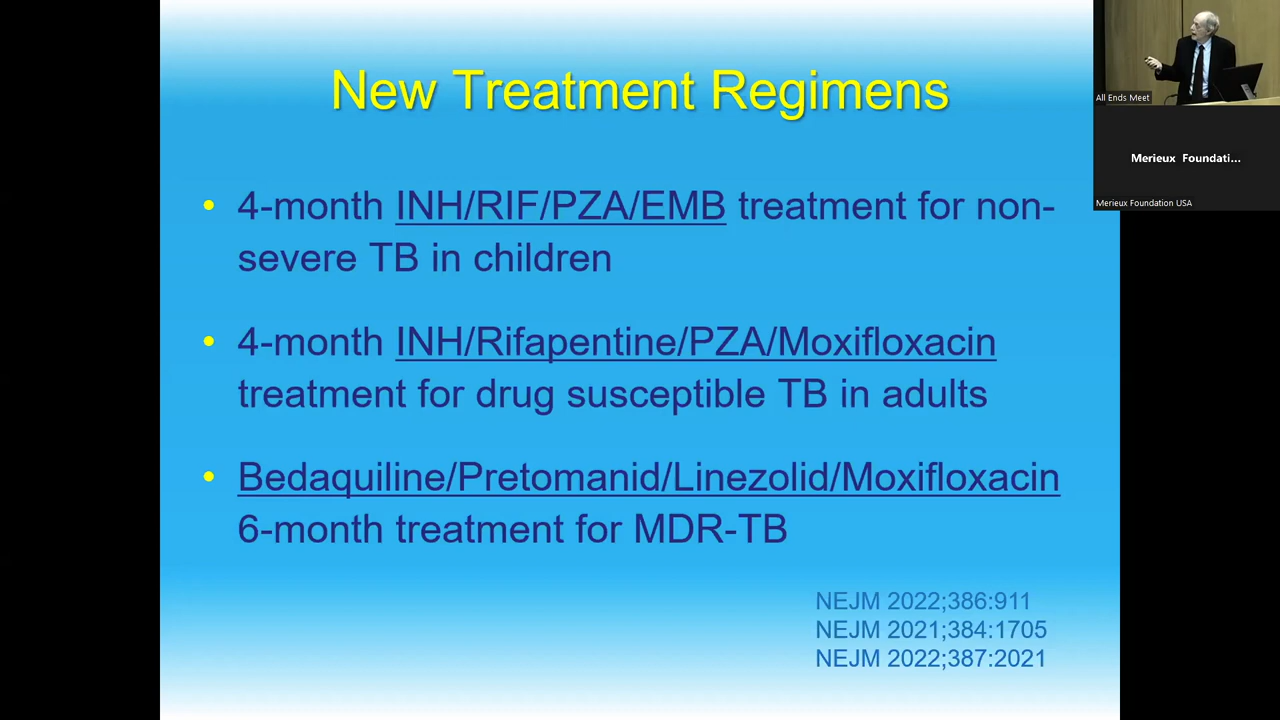 New Treatment Regimens
• 4-month INH/RIF/PZA/EMB treatment for non-
severe TB in children
• 4-month INH/Rifapentine/PZA/Moxifloxacin
treatment for drug susceptible TB in adults
• Bedaquiline/Pretomanid/Linezolid/Moxifloxacin
6-month treatment for MDR-TB
NEJM 2022;386:911
NEJM 2021;384:1705
NEJM 2022;387:2021
All Ends Meet
Merieux Foundati...
Merieux Foundation USA